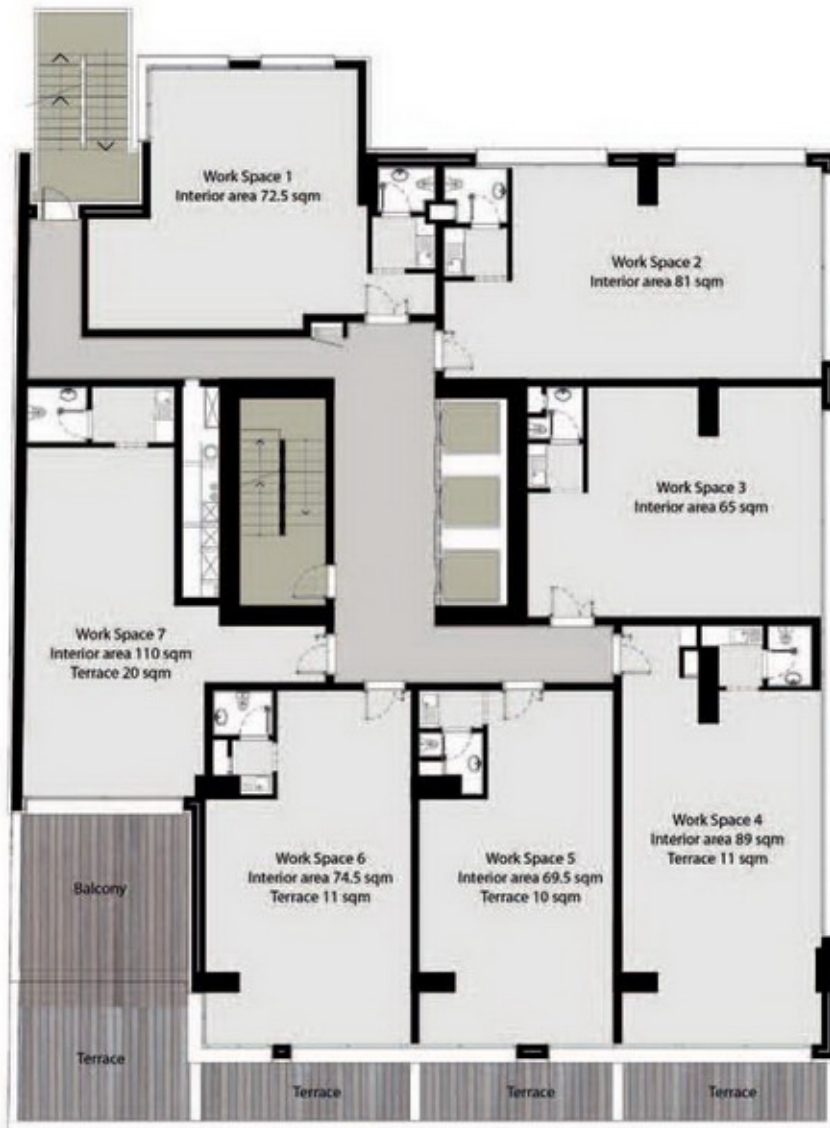 Work Space 1
Interior area 72.5 sqm
Work Space 2
Interior area 81 sqm
Work Space 3
Interior area 65 sqm
Work Space 7
Interior area 110 sqm
Terrace 20 sqm
Work Space 4
Interior area 89 sqm
Terrace 11 sqm
Work Space 6
Interior area 74.5 sqm
Terrace 11 sqm
Work Space 5
Interior area 69.5 sqm
Terrace 10 sqm
Balcony
Terrace
Terrace
Terrace
Terrace